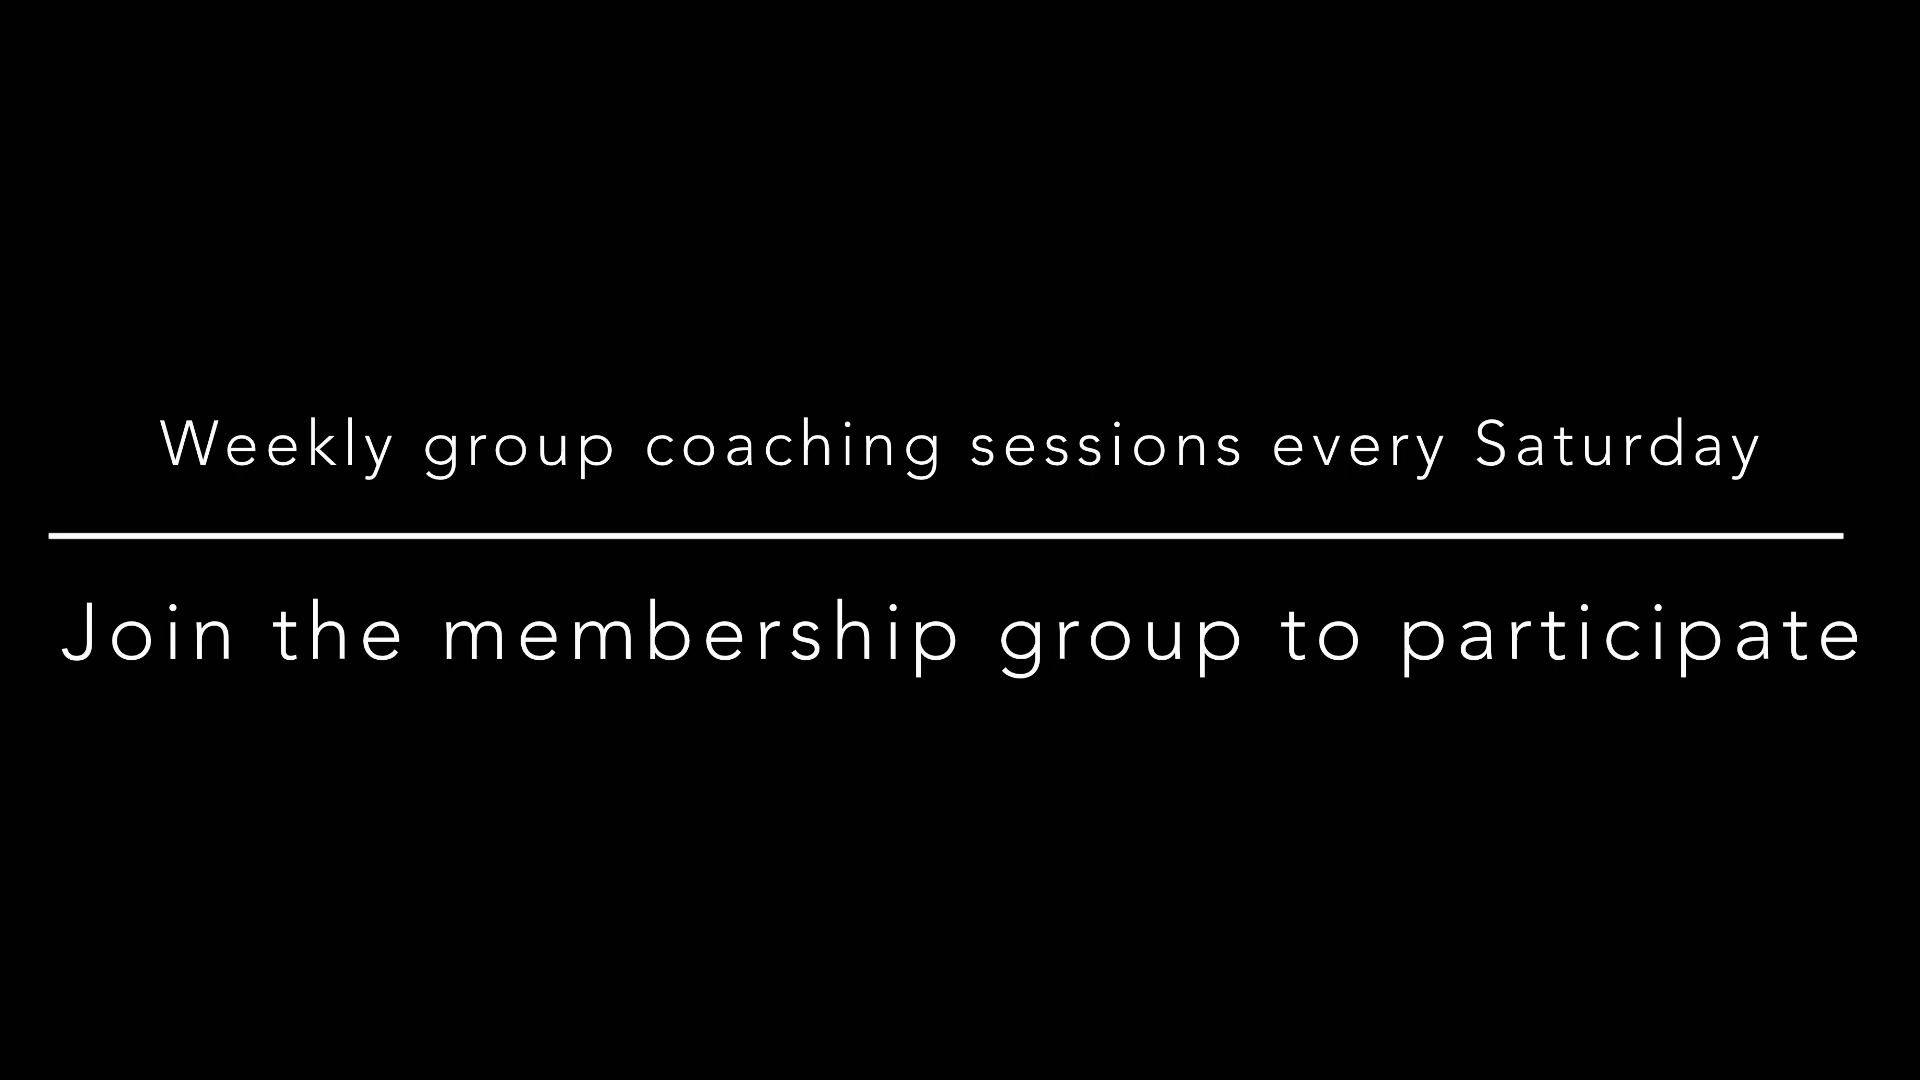 Weekly group coaching sessions every Saturday
Join the membership group to participate